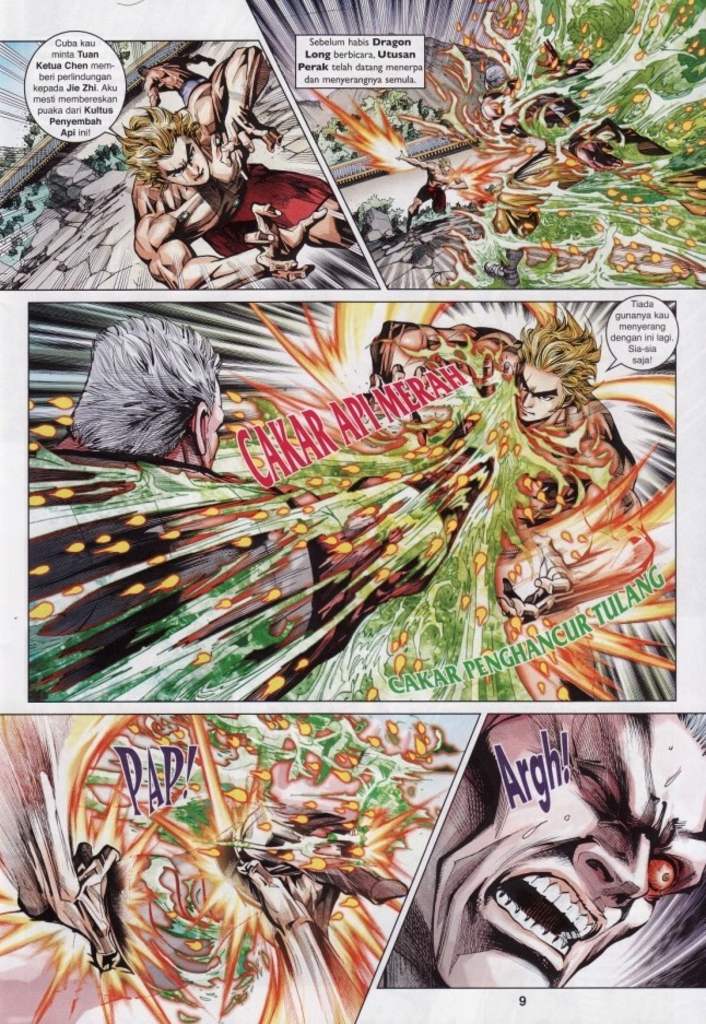 Cuba kau
minta Tuan
Ketua Chen mem-
beri perlindungan
kepada Jie Zhi. Aku
mesti membereskan
puaka dari Kultus
Penyembah
Api ini!
Sebelum habis Dragon
Long berbicara, Utusan
Perak telah datang menerpa
dan menyerangnya semula.
Tiada
gunanya kau
menyerang
dengan ini lagi.
Sia-sia
saja!
CAKAR API MERAH
CAKAR PENGHANCUR TULANG
PAP!
Argh!
9